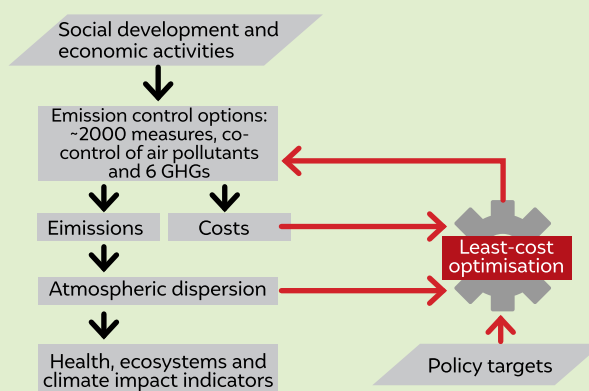 Social development and
economic activities
Emission control options:
~2000 measures, co-
control of air pollutants
and 6 GHGs
Eimissions
Costs
Least-cost
optimisation
Atmospheric dispersion
Health, ecosystems and
climate impact indicators
Policy targets